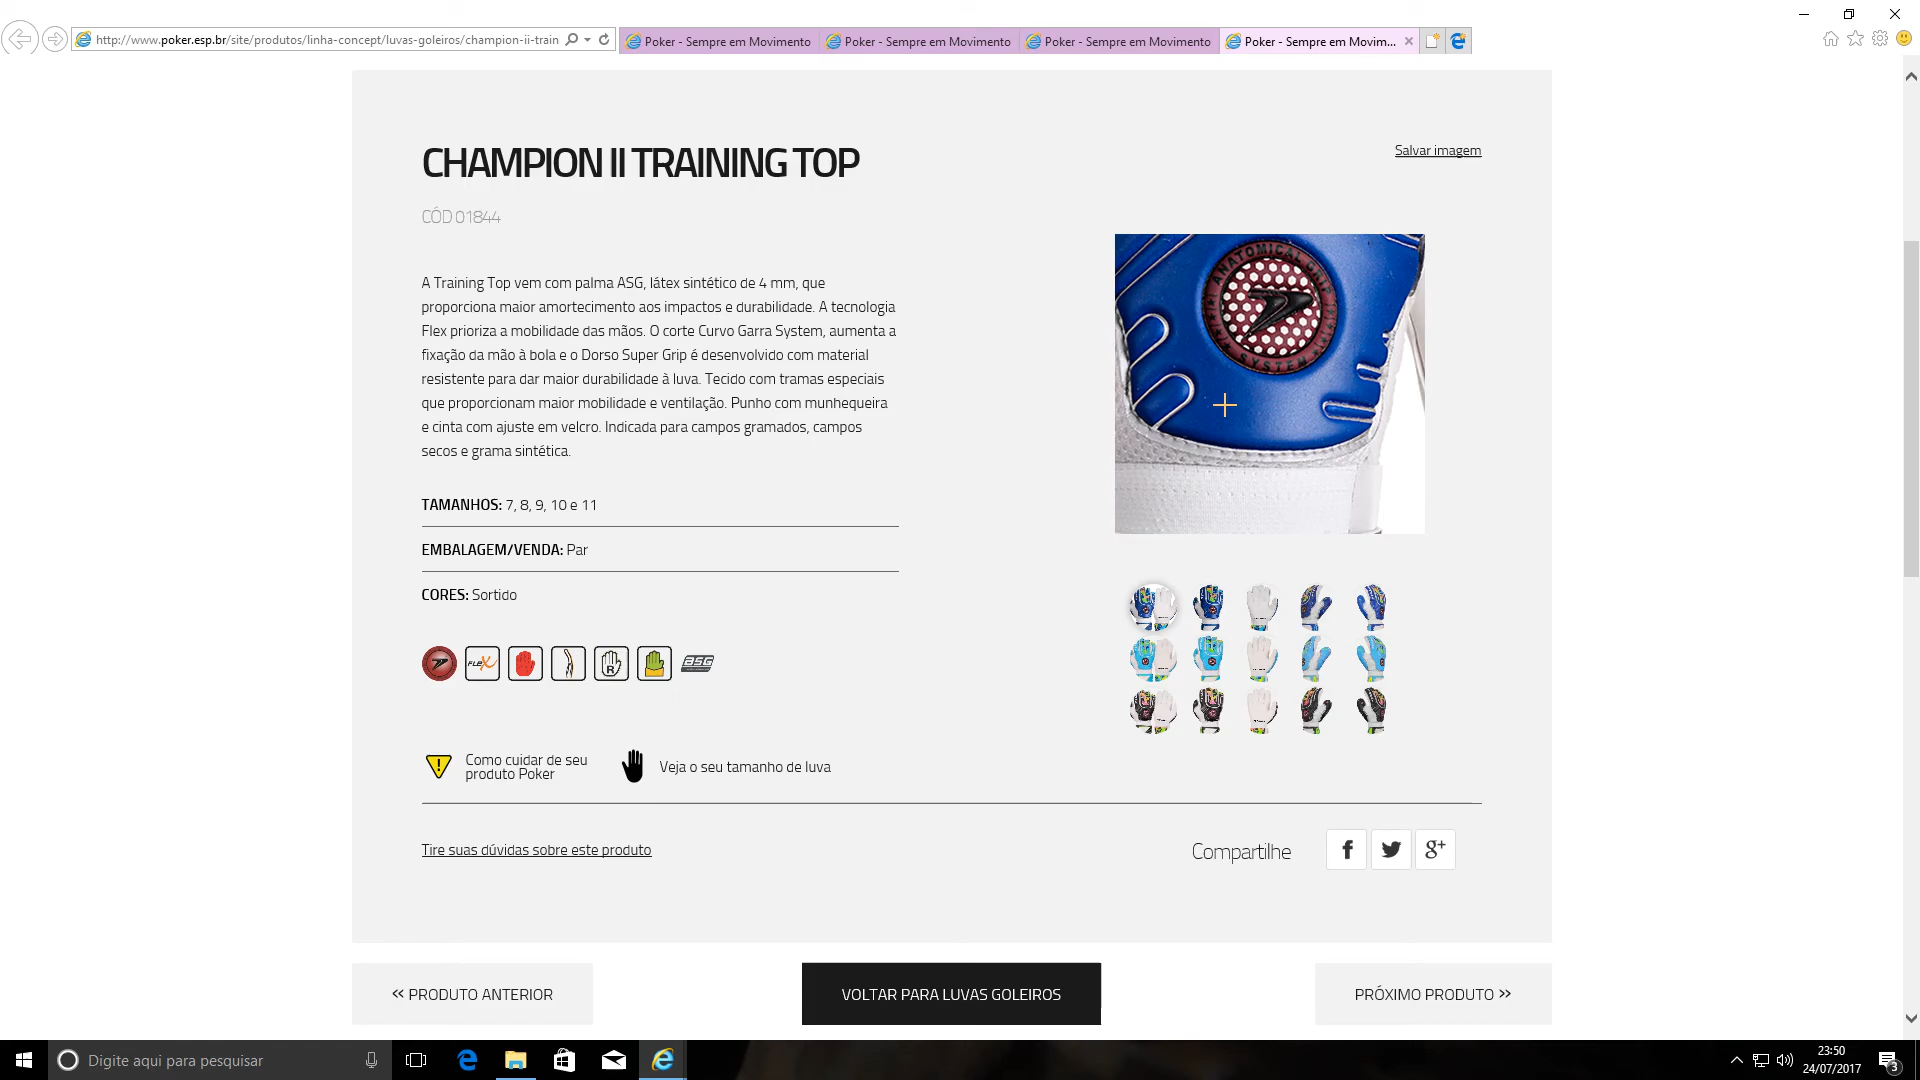 http://www.poker.esp.br/site/produtos/linha-concept/luvas-goleiros/champion-ii-train
Poker - Sempre em Movimento
Poker - Sempre em Movimento
Poker - Sempre em Movimento
Poker - Sempre em Movim...
CHAMPION II TRAINING TOP
Salvar imagem
CÓD 01844
ANATOMICAL GRIP
SYSTEM
A Training Top vem com palma ASG, látex sintético de 4 mm, que
proporciona maior amortecimento aos impactos e durabilidade. A tecnologia
Flex prioriza a mobilidade das mãos. O corte Curvo Garra System, aumenta a
fixação da mão à bola e o Dorso Super Grip é desenvolvido com material
resistente para dar maior durabilidade à luva. Tecido com tramas especiais
que proporcionam maior mobilidade e ventilação. Punho com munhequeira
e cinta com ajuste em velcro. Indicada para campos gramados, campos
secos e grama sintética.
TAMANHOS: 7, 8, 9, 10 e 11
EMBALAGEM/VENDA: Par
CORES: Sortido
FLEX
R
ASG
Como cuidar de seu
produto Poker
Veja o seu tamanho de luva
Tire suas dúvidas sobre este produto
Compartilhe
f
g+
« PRODUTO ANTERIOR
VOLTAR PARA LUVAS GOLEIROS
PRÓXIMO PRODUTO »
Digite aqui para pesquisar
23:50
24/07/2017
3